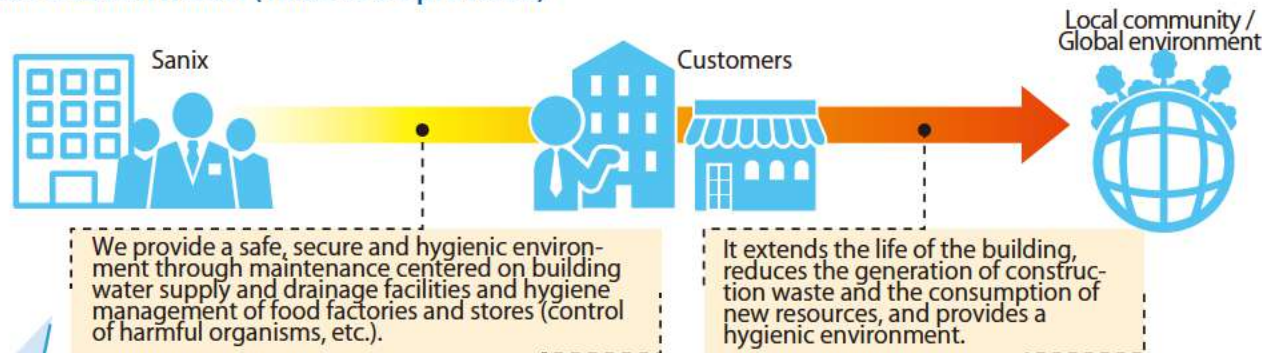 Local community /
Global environment
Sanix
Customers
We provide a safe, secure and hygienic environ-
ment through maintenance centered on building
water supply and drainage facilities and hygiene
management of food factories and stores (control
of harmful organisms, etc.).
It extends the life of the building,
reduces the generation of construc-
tion waste and the consumption of
new resources, and provides a
hygienic environment.